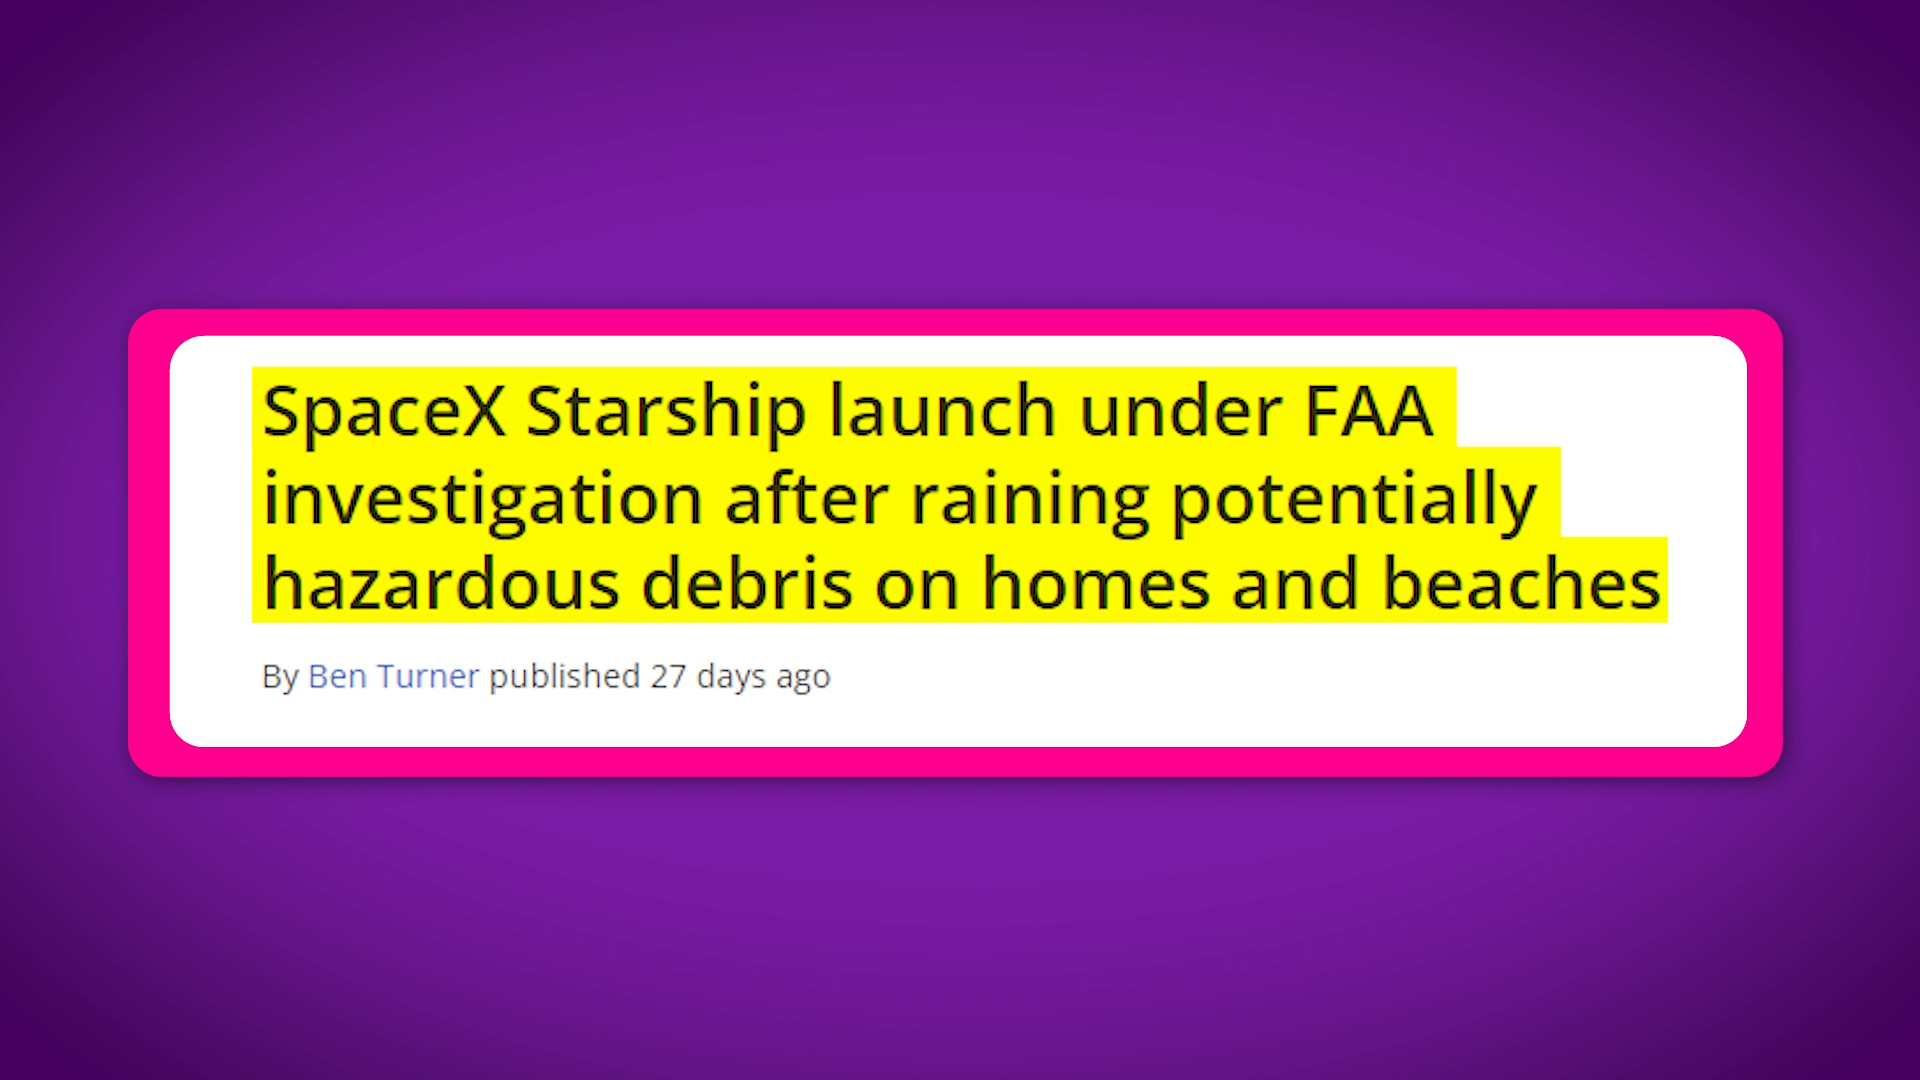 SpaceX Starship launch under FAA
investigation after raining potentially
hazardous debris on homes and beaches
By Ben Turner published 27 days ago